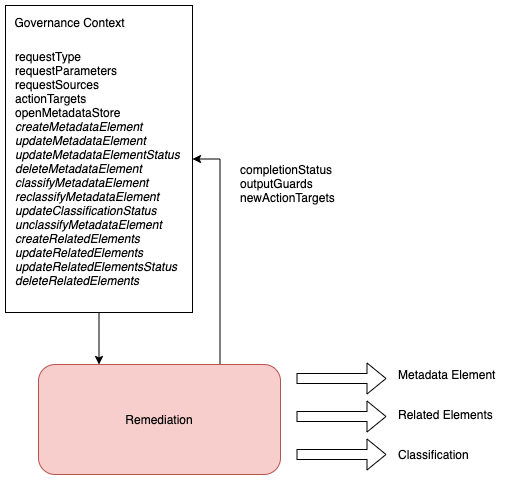 Governance Context
requestType
requestParameters
requestSources
actionTargets
openMetadataStore
createMetadataElement
updateMetadataElement
updateMetadataElementStatus
deleteMetadataElement
classifyMetadataElement
reclassifyMetadataElement
updateClassificationStatus
unclassifyMetadataElement
createRelatedElements
updateRelatedElements
updateRelatedElementsStatus
deleteRelatedElements
completionStatus
outputGuards
newActionTargets
Remediation
Metadata Element
Related Elements
Classification